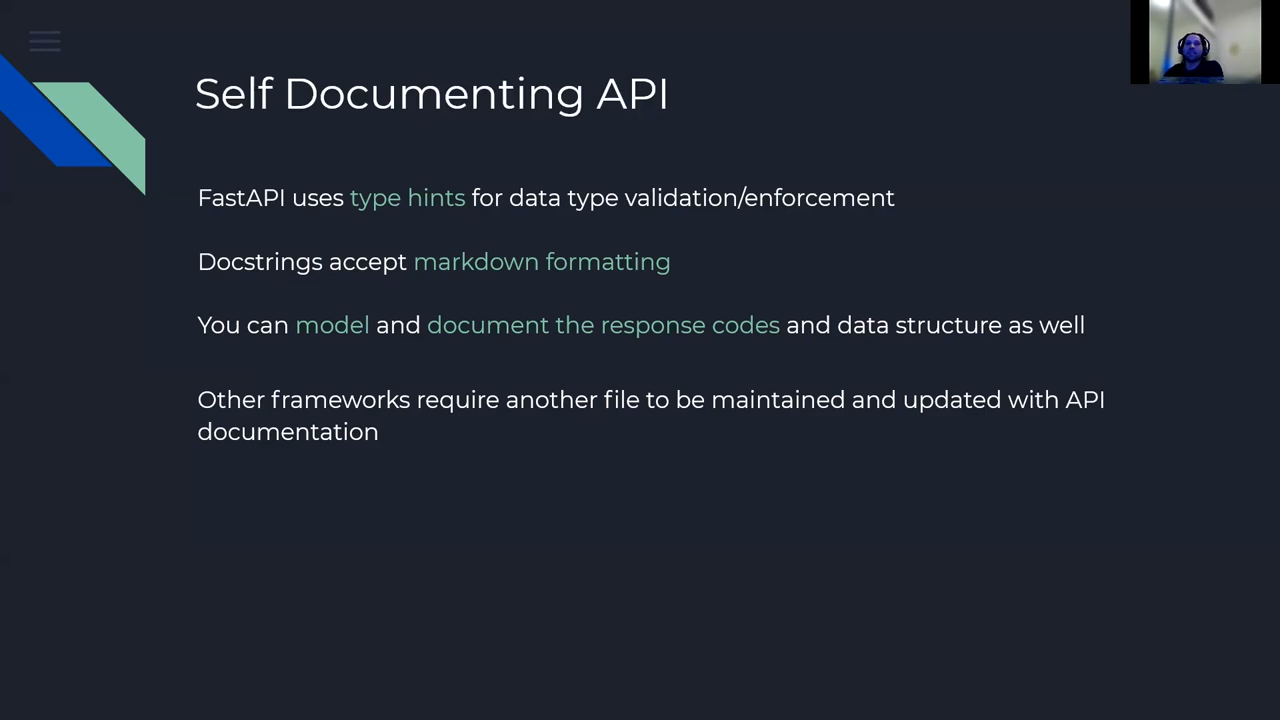 Self Documenting API
FastAPI uses type hints for data type validation/enforcement
Docstrings accept markdown formatting
You can model and document the response codes and data structure as well
Other frameworks require another file to be maintained and updated with API
documentation